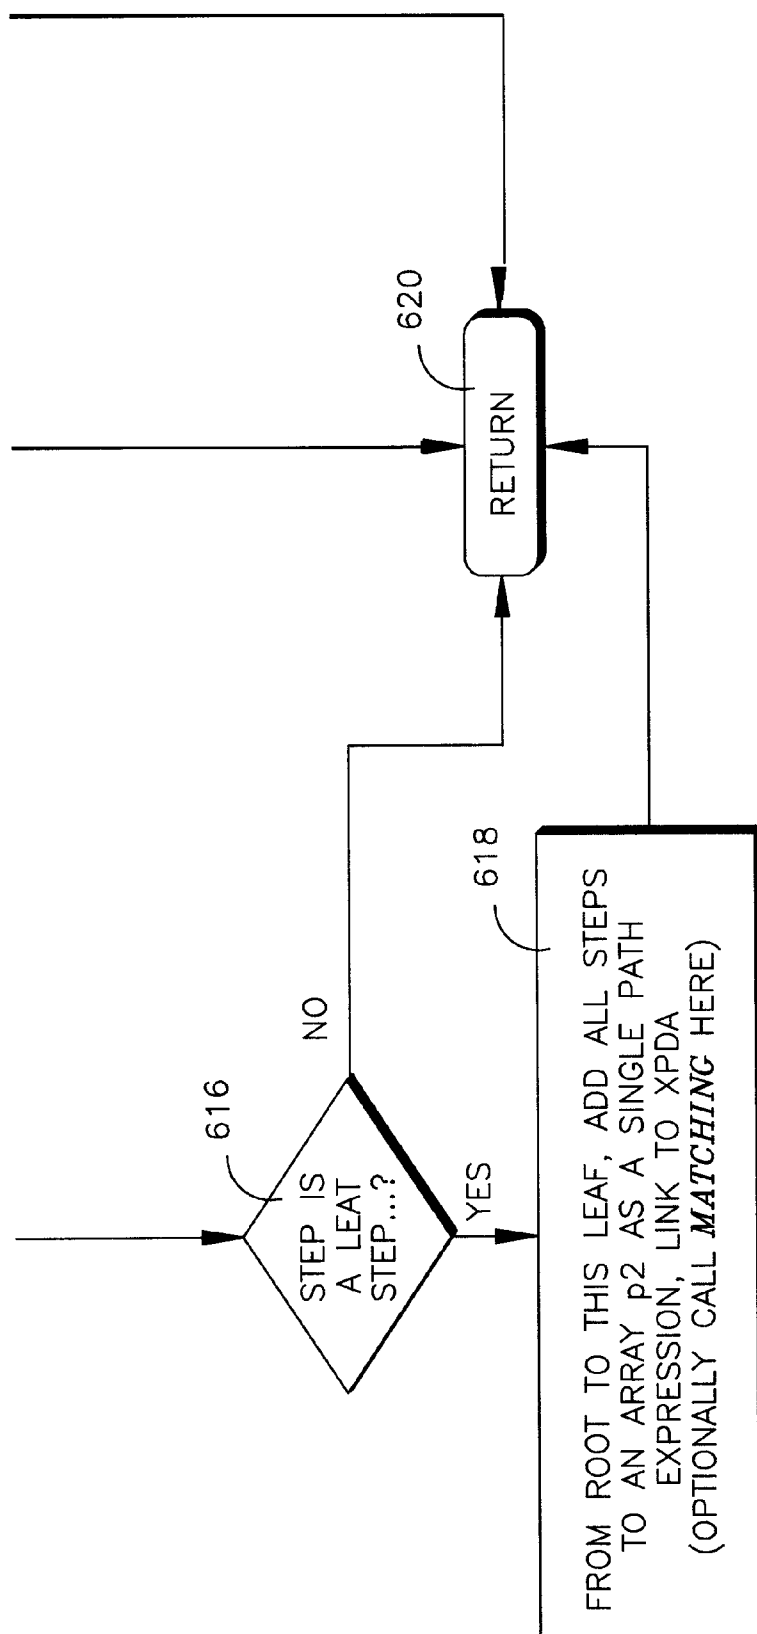 616
STEP IS
A LEAT
STEP...?
NO
YES
618
FROM ROOT TO THIS LEAF, ADD ALL STEPS
TO AN ARRAY p2 AS A SINGLE PATH
EXPRESSION, LINK TO XPDA
(OPTIONALLY CALL MATCHING HERE)
620
RETURN